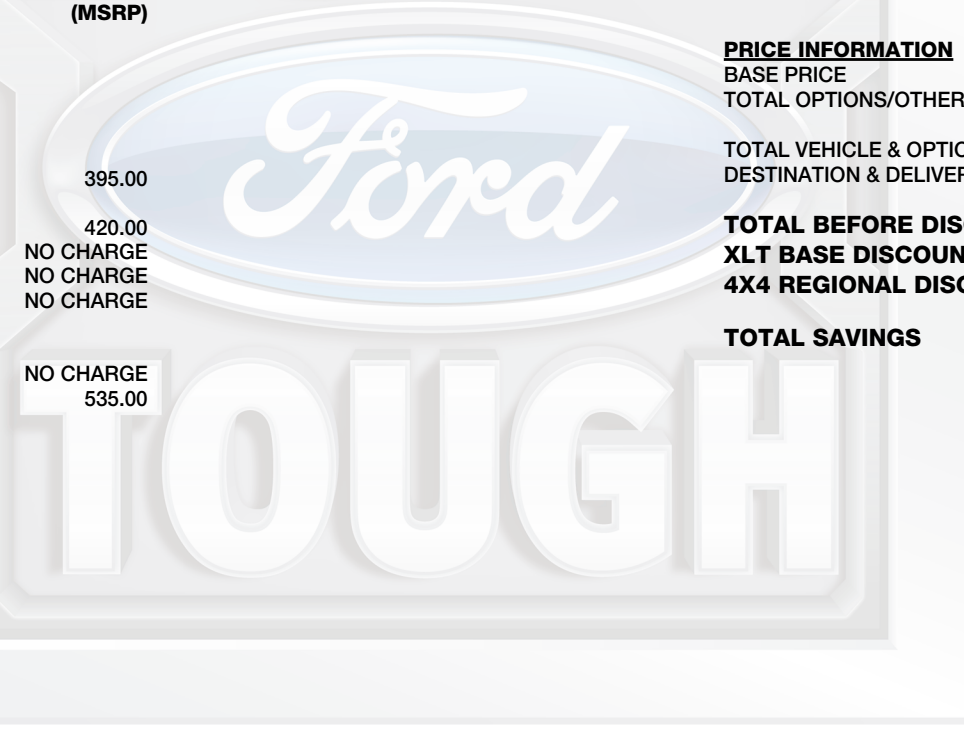 (MSRP)
395.00
420.00
NO CHARGE
NO CHARGE
NO CHARGE
NO CHARGE
535.00
PRICE INFORMATION
BASE PRICE
TOTAL OPTIONS/OTHER
TOTAL VEHICLE & OPTIO
DESTINATION & DELIVER
TOTAL BEFORE DISC
XLT BASE DISCOUN
4X4 REGIONAL DISC
TOTAL SAVINGS
Ford
TOUGH